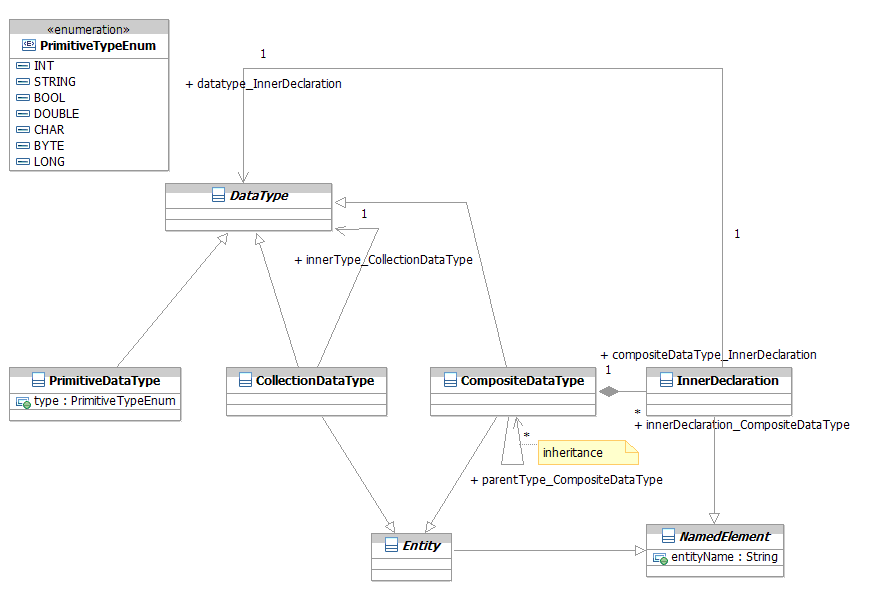 «enumeration»
PrimitiveTypeEnum
INT
STRING
BOOL
DOUBLE
CHAR
BYTE
LONG
1
+ datatype_InnerDeclaration
DataType
1
1
+ innerType_CollectionDataType
+ compositeDataType_InnerDeclaration
1
PrimitiveDataType
type : PrimitiveTypeEnum
CollectionDataType
CompositeDataType
InnerDeclaration
*
+ innerDeclaration_CompositeDataType
*
inheritance
+ parentType_CompositeDataType
Entity
NamedElement
entityName : String